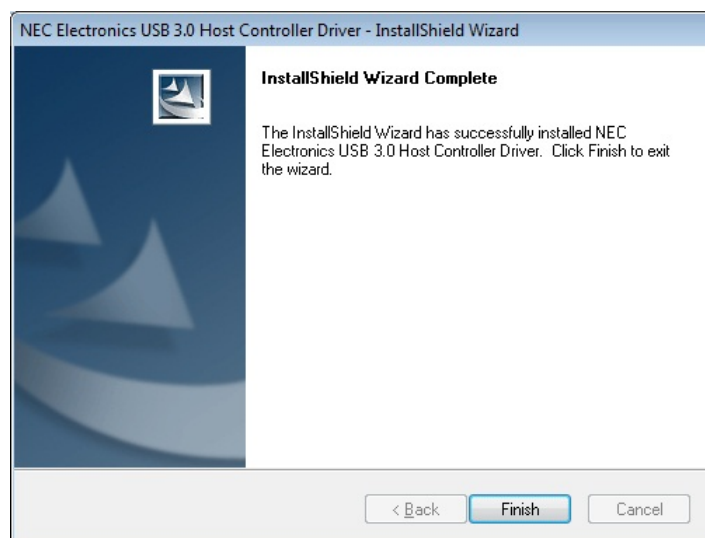 NEC Electronics USB 3.0 Host Controller Driver - InstallShield Wizard
InstallShield Wizard Complete
The InstallShield Wizard has successfully installed NEC
Electronics USB 3.0 Host Controller Driver. Click Finish to exit
the wizard.
< Back
Finish
Cancel